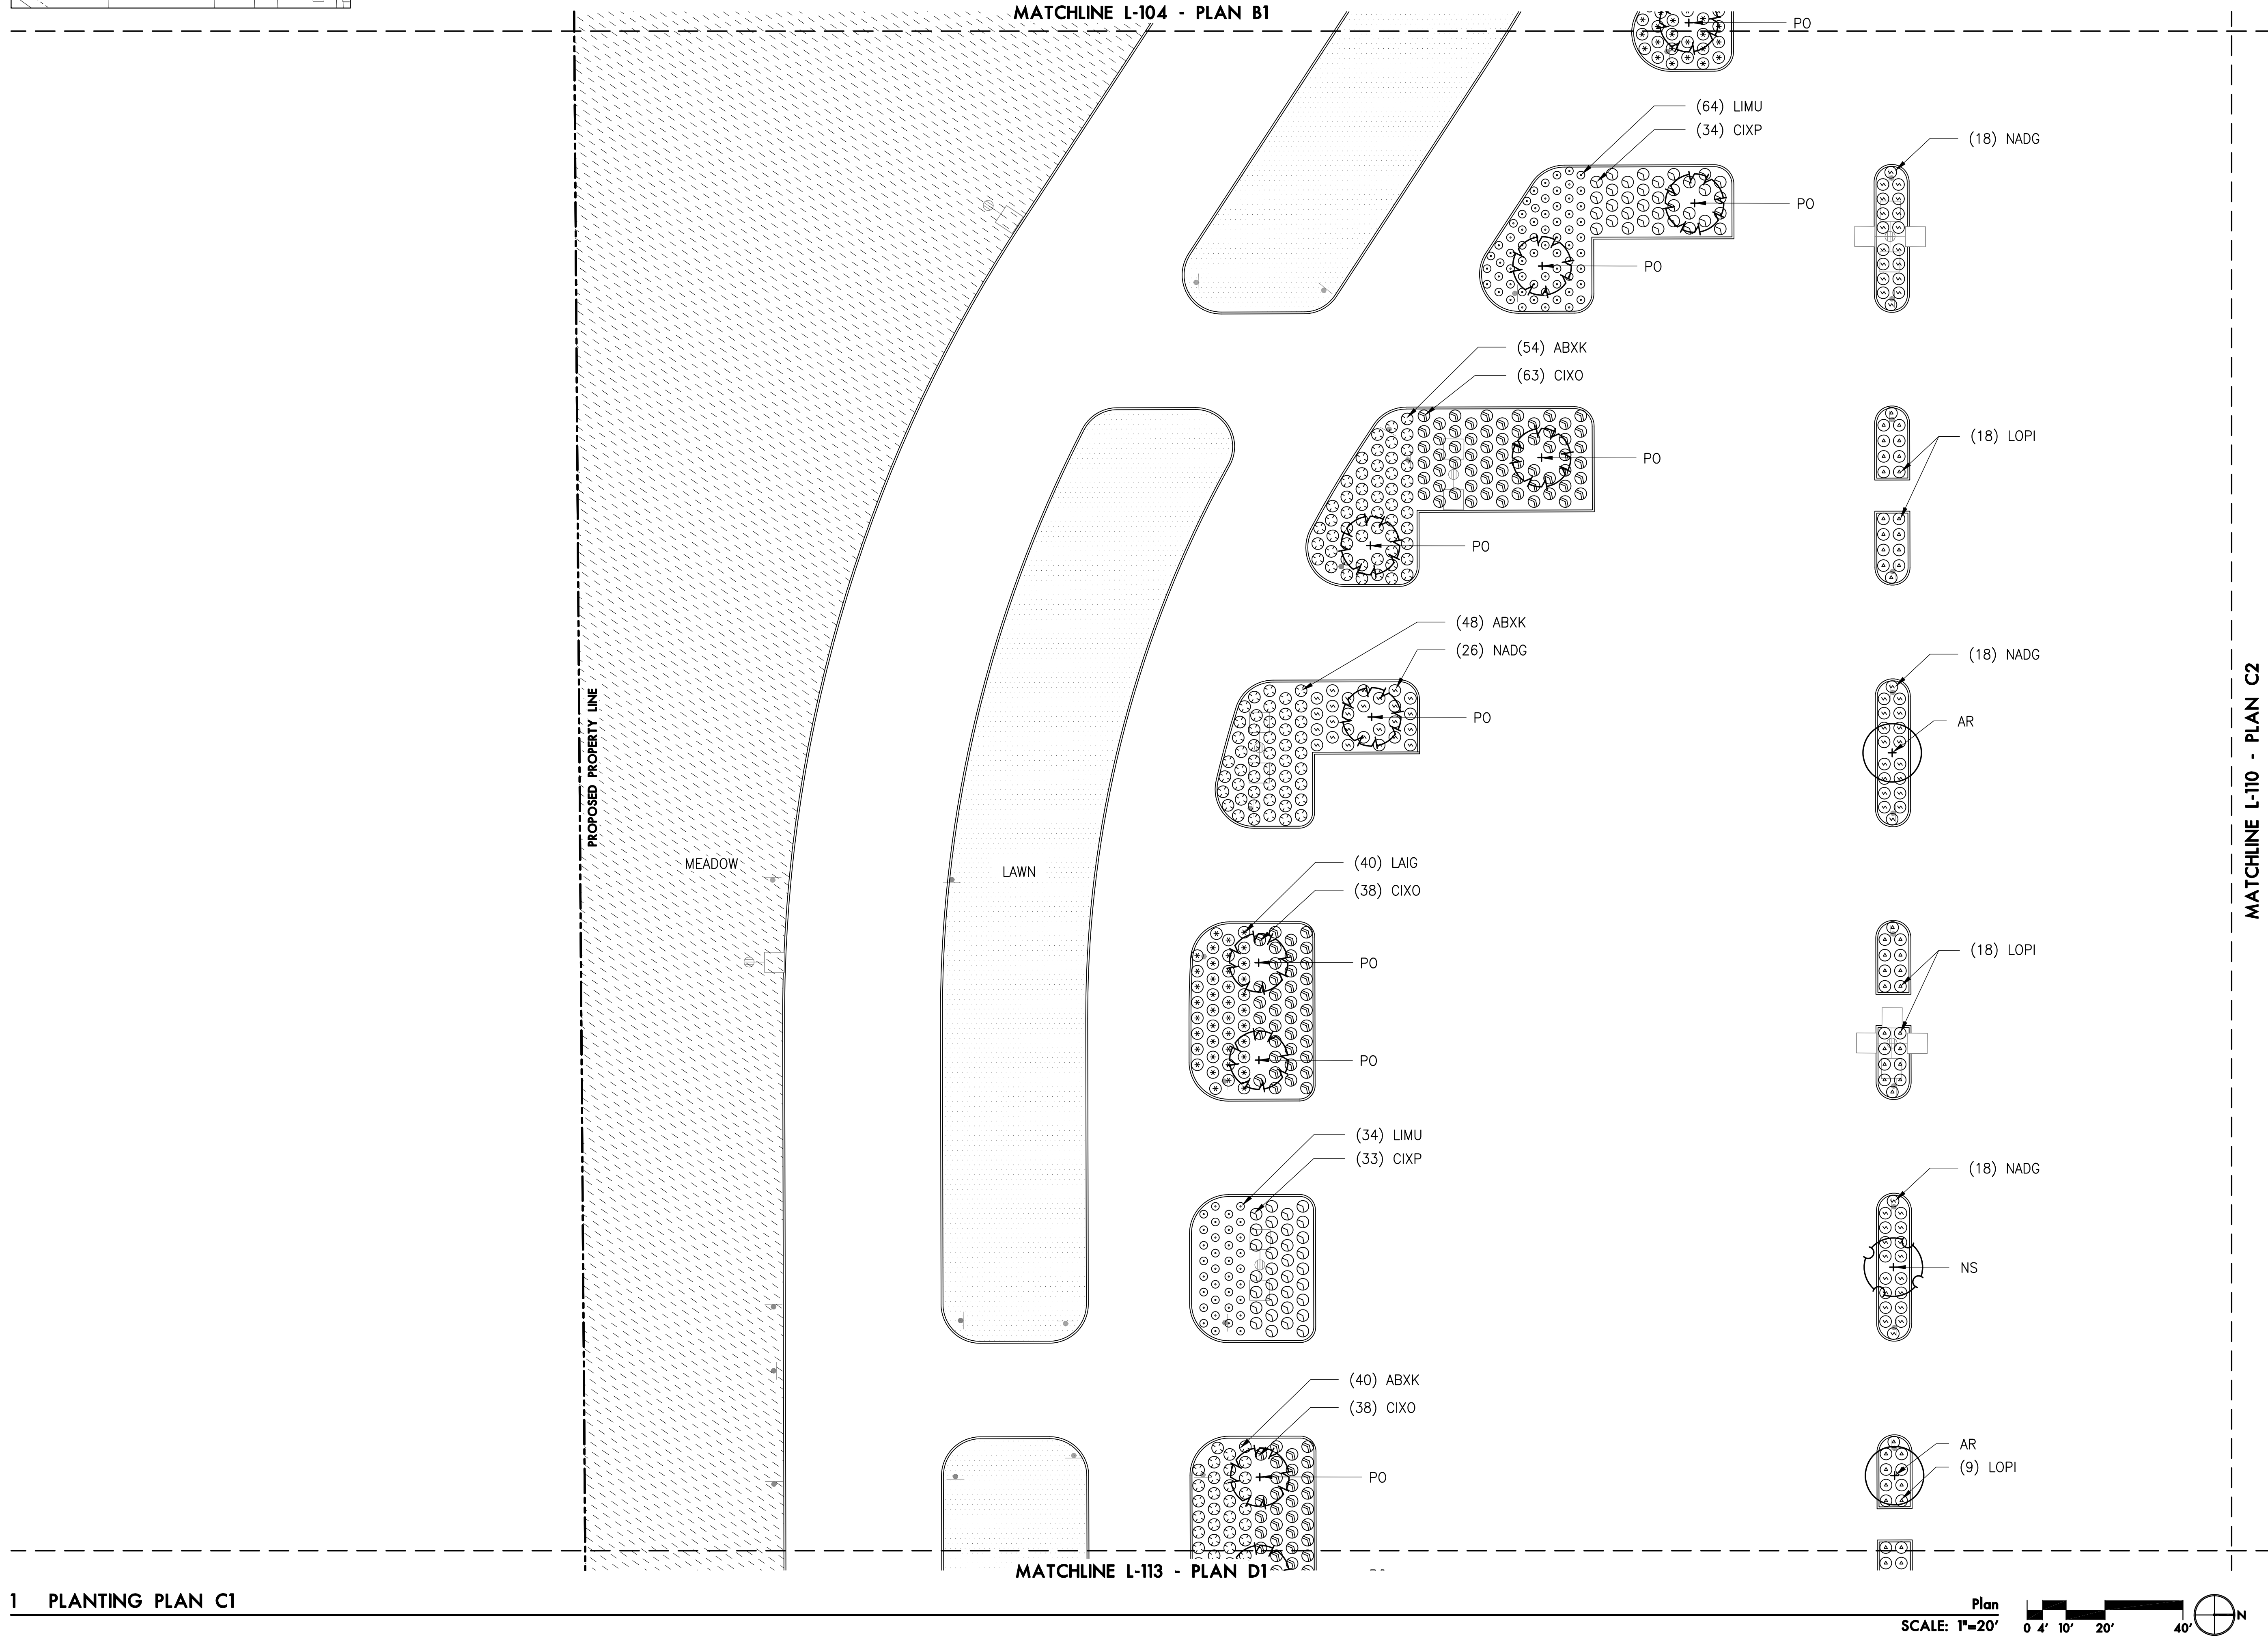 MATCHLINE L-104 - PLAN B1
PO
(64) LIMU
(34) CIXP
(18) NADG
PO
PO
(54) ABXK
(63) CIXO
(18) LOPI
PO
PO
(48) ABXK
(26) NADG
(18) NADG
PO
AR
PROPOSED PROPERTY LINE
MATCHLINE L-110 - PLAN C2
MEADOW
LAWN
(40) LAIG
(38) CIXO
(18) LOPI
PO
PO
(34) LIMU
(33) CIXP
(18) NADG
NS
(40) ABXK
(38) CIXO
AR
(9) LOPI
PO
MATCHLINE L-113 - PLAN D1
1 PLANTING PLAN C1
Plan
SCALE: 1"=20'
0 4' 10' 20' 40'
N